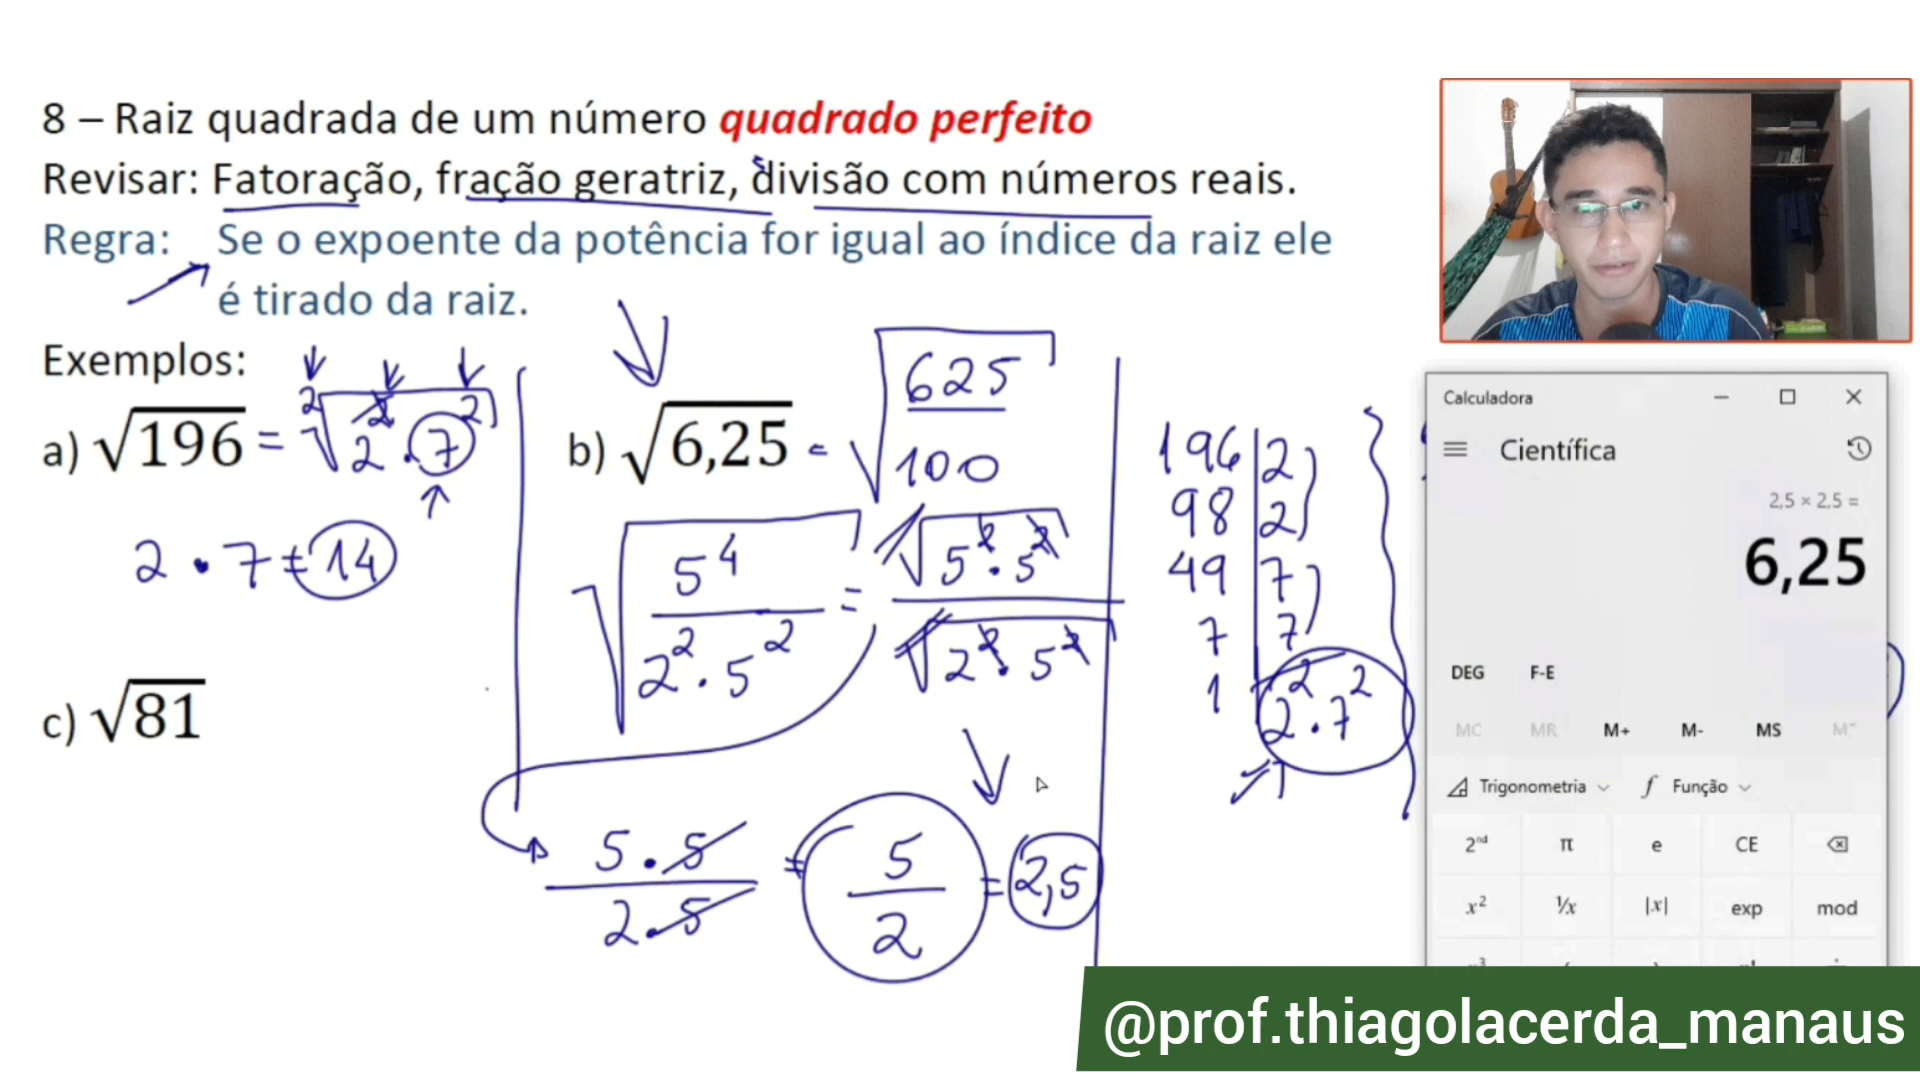 8 – Raiz quadrada de um número quadrado perfeito
Revisar: Fatoração, fração geratriz, divisão com números reais.
Regra: Se o expoente da potência for igual ao índice da raiz ele
é tirado da raiz.
Exemplos:
a) √196 = ²√2² . 7²
2 . 7 = 14
b) √6,25 = √625/100
√5⁴/2² . 5² = √5² . 5²/√2² . 5²
5 . 5/2 . 5 = 5/2 = 2,5
c) √81
196|2
98|2
49|7
7|7
1
2² . 7²
Calculadora
Científica
2,5 × 2,5 =
6,25
DEG F-E
MC MR M+ M- MS M
Trigonometria Função
2ⁿᵈ π e CE
x² ¹/x |x| exp mod
@prof.thiagolacerda_manaus